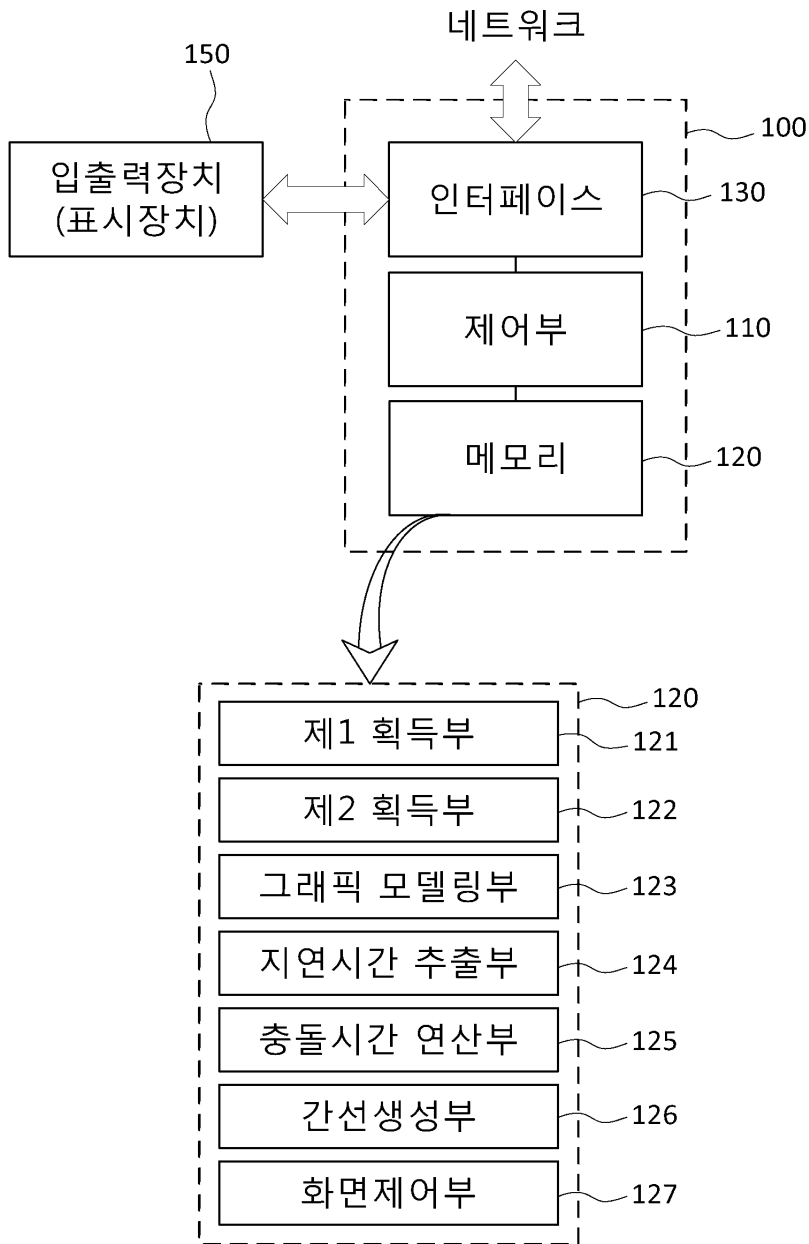 네트워크
150
100
입출력장치
(표시장치)
인터페이스
130
제어부
110
메모리
120
120
제1 획득부
121
제2 획득부
122
그래픽 모델링부
123
지연시간 추출부
124
충돌시간 연산부
125
간선생성부
126
화면제어부
127